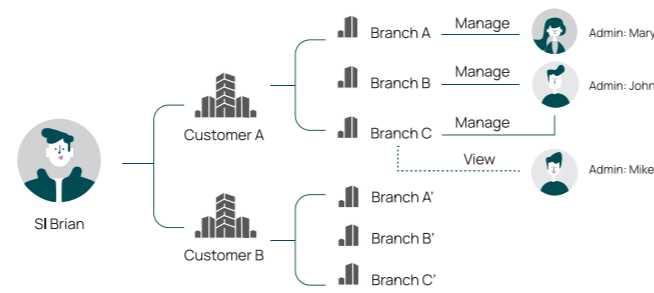 Branch A
Manage
Admin: Mary
Branch B
Manage
Admin: John
Customer A
Branch C
Manage
View
Admin: Mike
SI Brian
Branch A'
Customer B
Branch B'
Branch C'